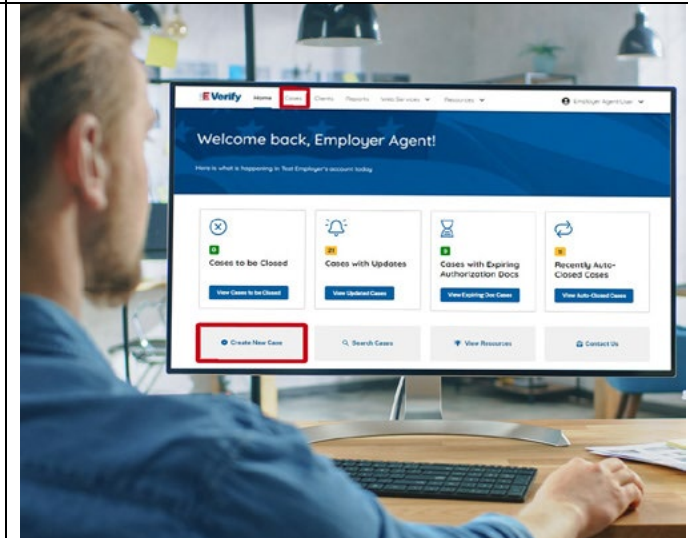 E-Verify Home Cases Clients Reports Web Services Resources Employer Agent User
Welcome back, Employer Agent!
Here is what is happening in Test Employer's account today
21
Cases to be Closed
Cases with Updates
Cases with Expiring
Authorization Docs
Recently Auto-
Closed Cases
View Cases to be Closed
View Updated Cases
View Expiring Doc Cases
View Auto-Closed Cases
Create New Case
Search Cases
View Resources
Contact Us